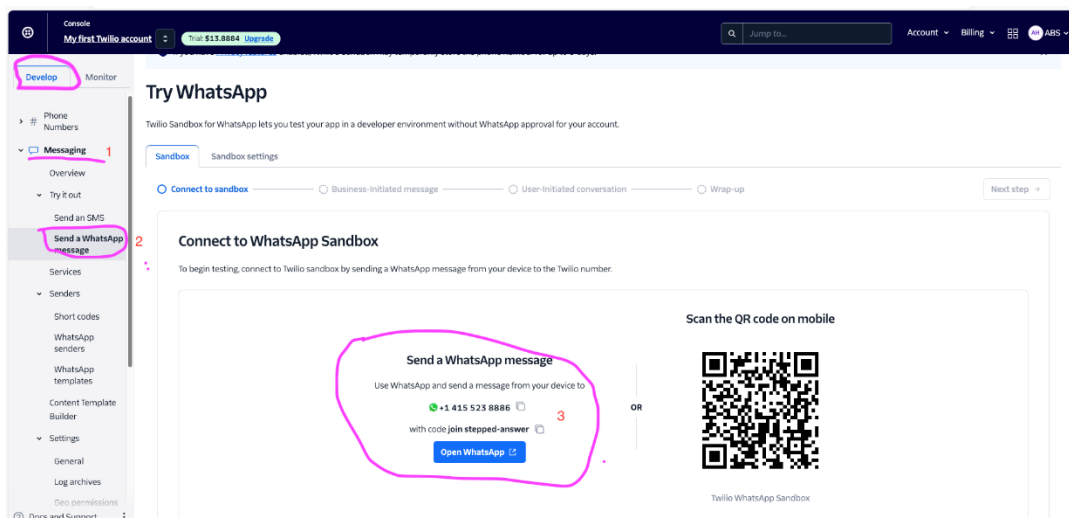 Console
My first Twilio account
Trial: $13.8884 Upgrade
Jump to...
Account
Billing
AH ABS
Develop
Monitor
Phone
Numbers
Messaging
1
Overview
Try it out
Send an SMS
Send a WhatsApp
message
2
Services
Senders
Short codes
WhatsApp
senders
WhatsApp
templates
Content Template
Builder
Settings
General
Log archives
Geo permissions
Docs and Support
Try WhatsApp
Twilio Sandbox for WhatsApp lets you test your app in a developer environment without WhatsApp approval for your account.
Sandbox
Sandbox settings
Connect to sandbox
Business-Initiated message
User-Initiated conversation
Wrap-up
Next step →
Connect to WhatsApp Sandbox
To begin testing, connect to Twilio sandbox by sending a WhatsApp message from your device to the Twilio number.
Send a WhatsApp message
Use WhatsApp and send a message from your device to
+1 415 523 8886
3
with code join stepped-answer
Open WhatsApp
OR
Scan the QR code on mobile
Twilio WhatsApp Sandbox